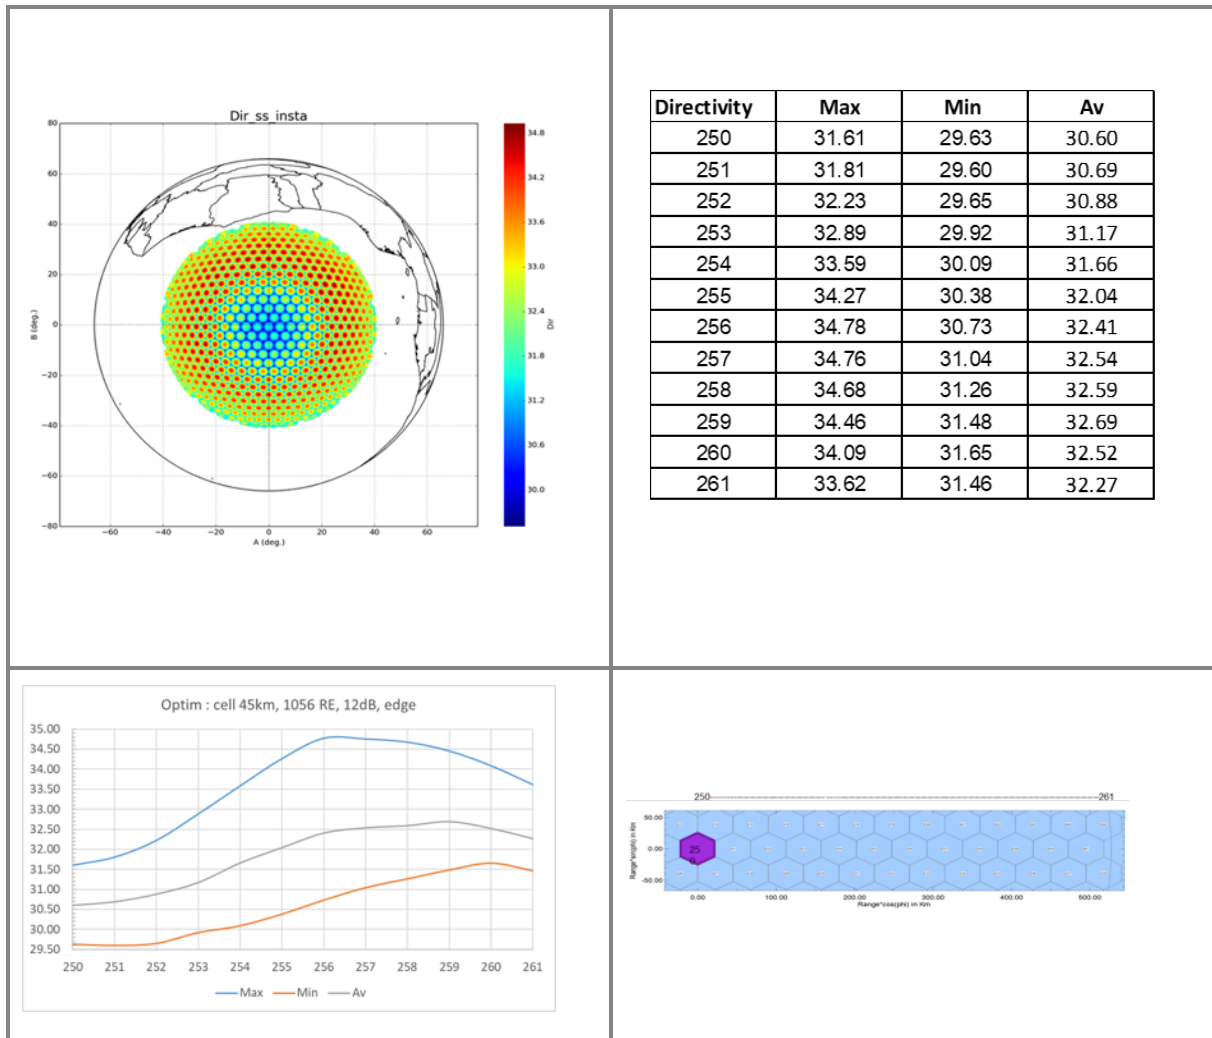 Dir_ss_insta
80
60
40
20
0
−20
−40
−60
−80
B (deg.)
−60 −40 −20 0 20 40 60
A (deg.)
34.8
34.2
33.6
33.0
32.4
31.8
31.2
30.6
30.0
Dir
Directivity Max Min Av
250 31.61 29.63 30.60
251 31.81 29.60 30.69
252 32.23 29.65 30.88
253 32.89 29.92 31.17
254 33.59 30.09 31.66
255 34.27 30.38 32.04
256 34.78 30.73 32.41
257 34.76 31.04 32.54
258 34.68 31.26 32.59
259 34.46 31.48 32.69
260 34.09 31.65 32.52
261 33.62 31.46 32.27
Optim : cell 45km, 1056 RE, 12dB, edge
35.00
34.50
34.00
33.50
33.00
32.50
32.00
31.50
31.00
30.50
30.00
29.50
250 251 252 253 254 255 256 257 258 259 260 261
Max Min Av
250 261
50.00
0.00
-50.00
Range*sin(phi) in Km
25
0.00 100.00 200.00 300.00 400.00 500.00
Range*cos(phi) in Km